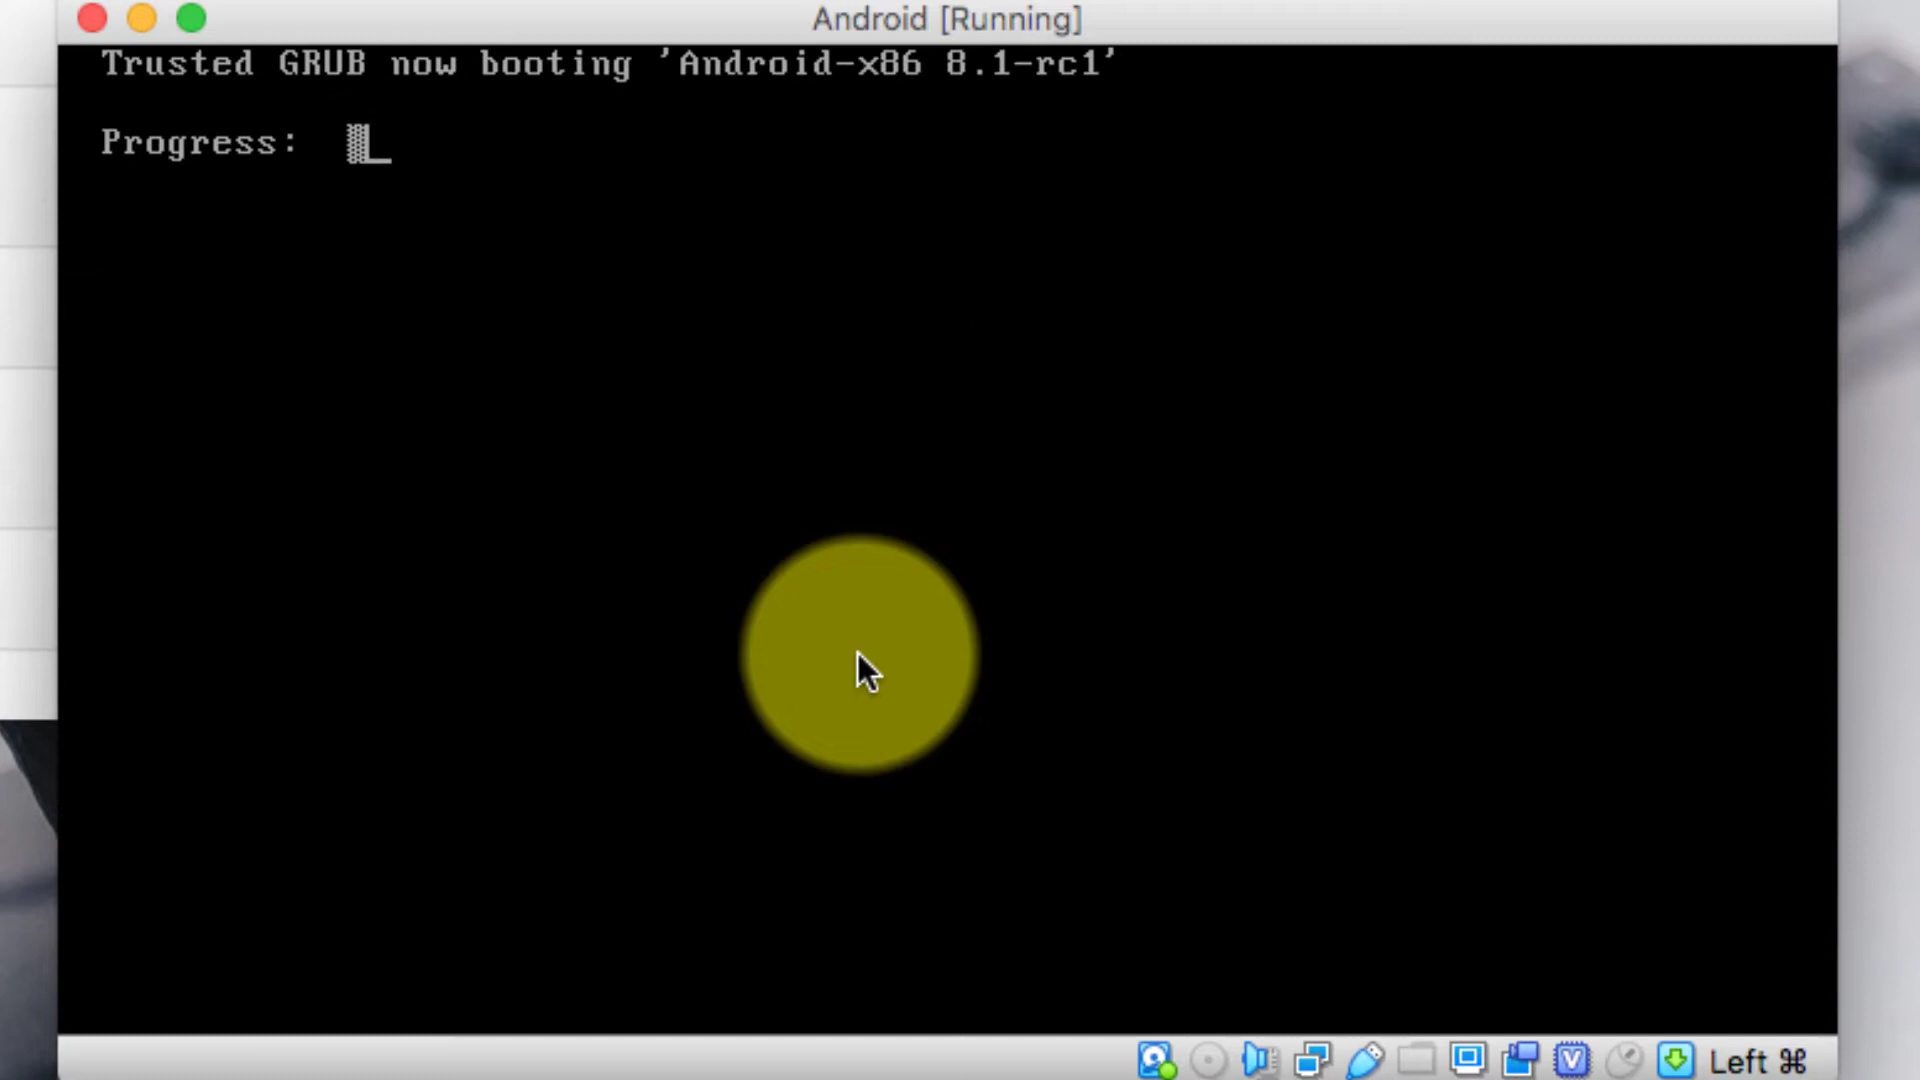 Android [Running]
Trusted GRUB now booting 'Android-x86 8.1-rc1'
Progress:
Left ⌘